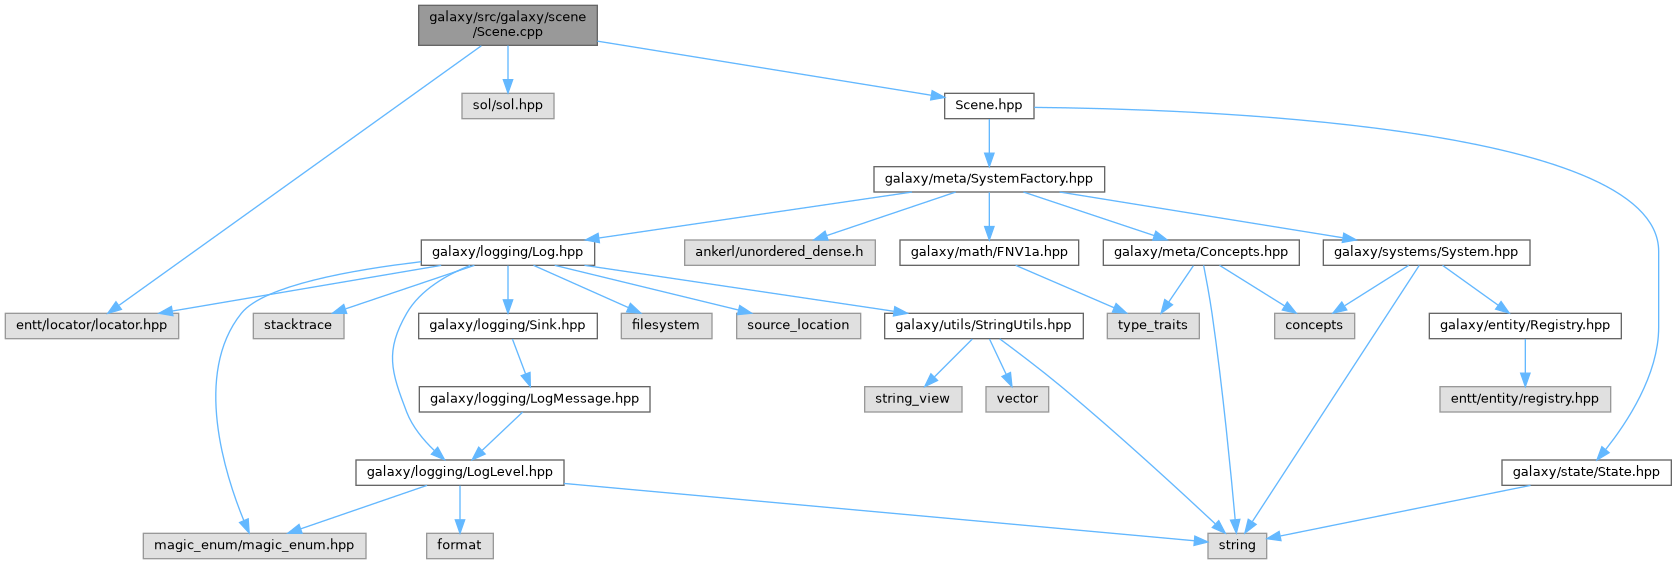 galaxy/src/galaxy/scene
/Scene.cpp
sol/sol.hpp
Scene.hpp
galaxy/meta/SystemFactory.hpp
galaxy/logging/Log.hpp
ankerl/unordered_dense.h
galaxy/math/FNV1a.hpp
galaxy/meta/Concepts.hpp
galaxy/systems/System.hpp
entt/locator/locator.hpp
stacktrace
galaxy/logging/Sink.hpp
filesystem
source_location
galaxy/utils/StringUtils.hpp
type_traits
concepts
galaxy/entity/Registry.hpp
galaxy/logging/LogMessage.hpp
string_view
vector
entt/entity/registry.hpp
galaxy/logging/LogLevel.hpp
galaxy/state/State.hpp
magic_enum/magic_enum.hpp
format
string